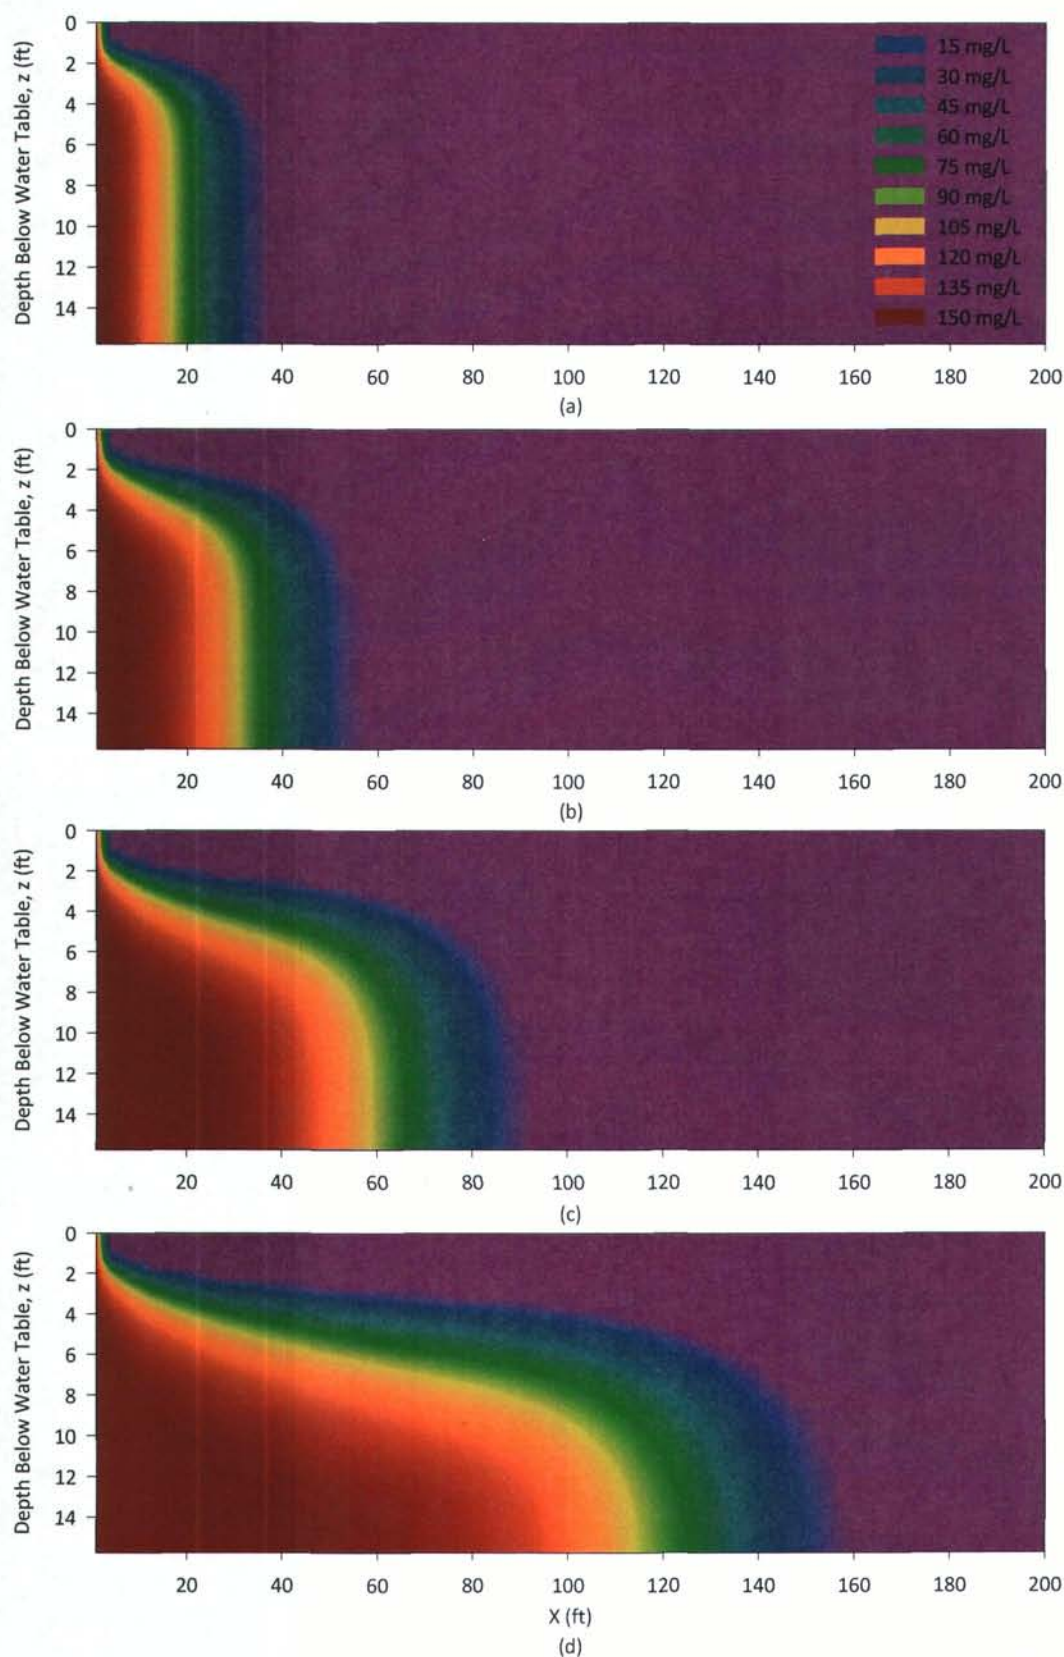 Depth Below Water Table, z (ft)
0
2
4
6
8
10
12
14
15 mg/L
30 mg/L
45 mg/L
60 mg/L
75 mg/L
90 mg/L
105 mg/L
120 mg/L
135 mg/L
150 mg/L
20 40 60 80 100 120 140 160 180 200
(a)
Depth Below Water Table, z (ft)
0
2
4
6
8
10
12
14
20 40 60 80 100 120 140 160 180 200
(b)
Depth Below Water Table, z (ft)
0
2
4
6
8
10
12
14
20 40 60 80 100 120 140 160 180 200
(c)
Depth Below Water Table, z (ft)
0
2
4
6
8
10
12
14
20 40 60 80 100 120 140 160 180 200
X (ft)
(d)